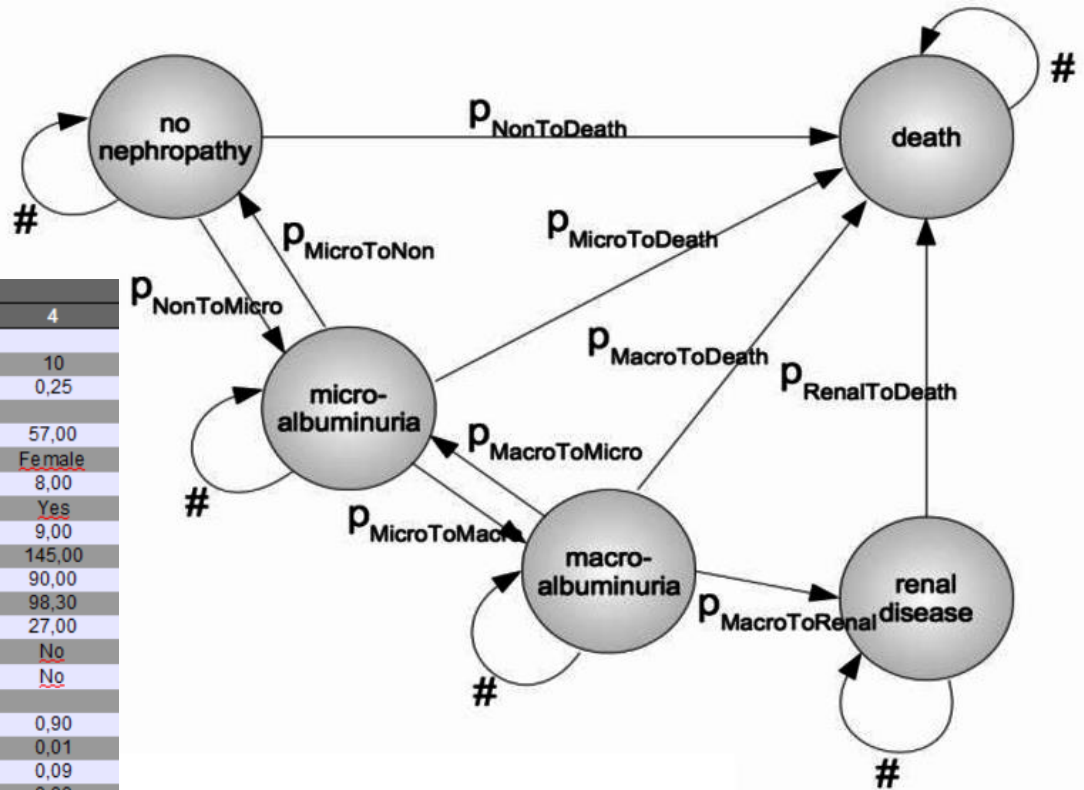 no
nephropathy
#
p NonToDeath
death
#
p MicroToNon
p MicroToDeath
p NonToMicro
p MacroToDeath
p RenalToDeath
micro-
albuminuria
#
p MacroToMicro
p MicroToMacro
macro-
albuminuria
#
p MacroToRenal
renal
disease
#
4
10
0,25
57,00
Female
8,00
Yes
9,00
145,00
90,00
98,30
27,00
No
No
0,90
0,01
0,09